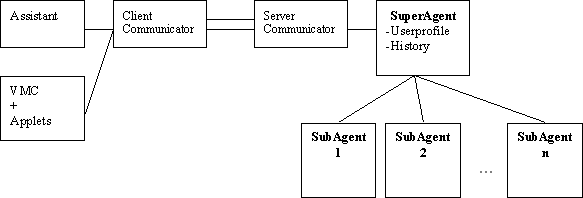 Assistant
Client
Communicator
Server
Communicator
SuperAgent
-Userprofile
-History
VMC
+
Applets
SubAgent
1
SubAgent
2
...
SubAgent
n